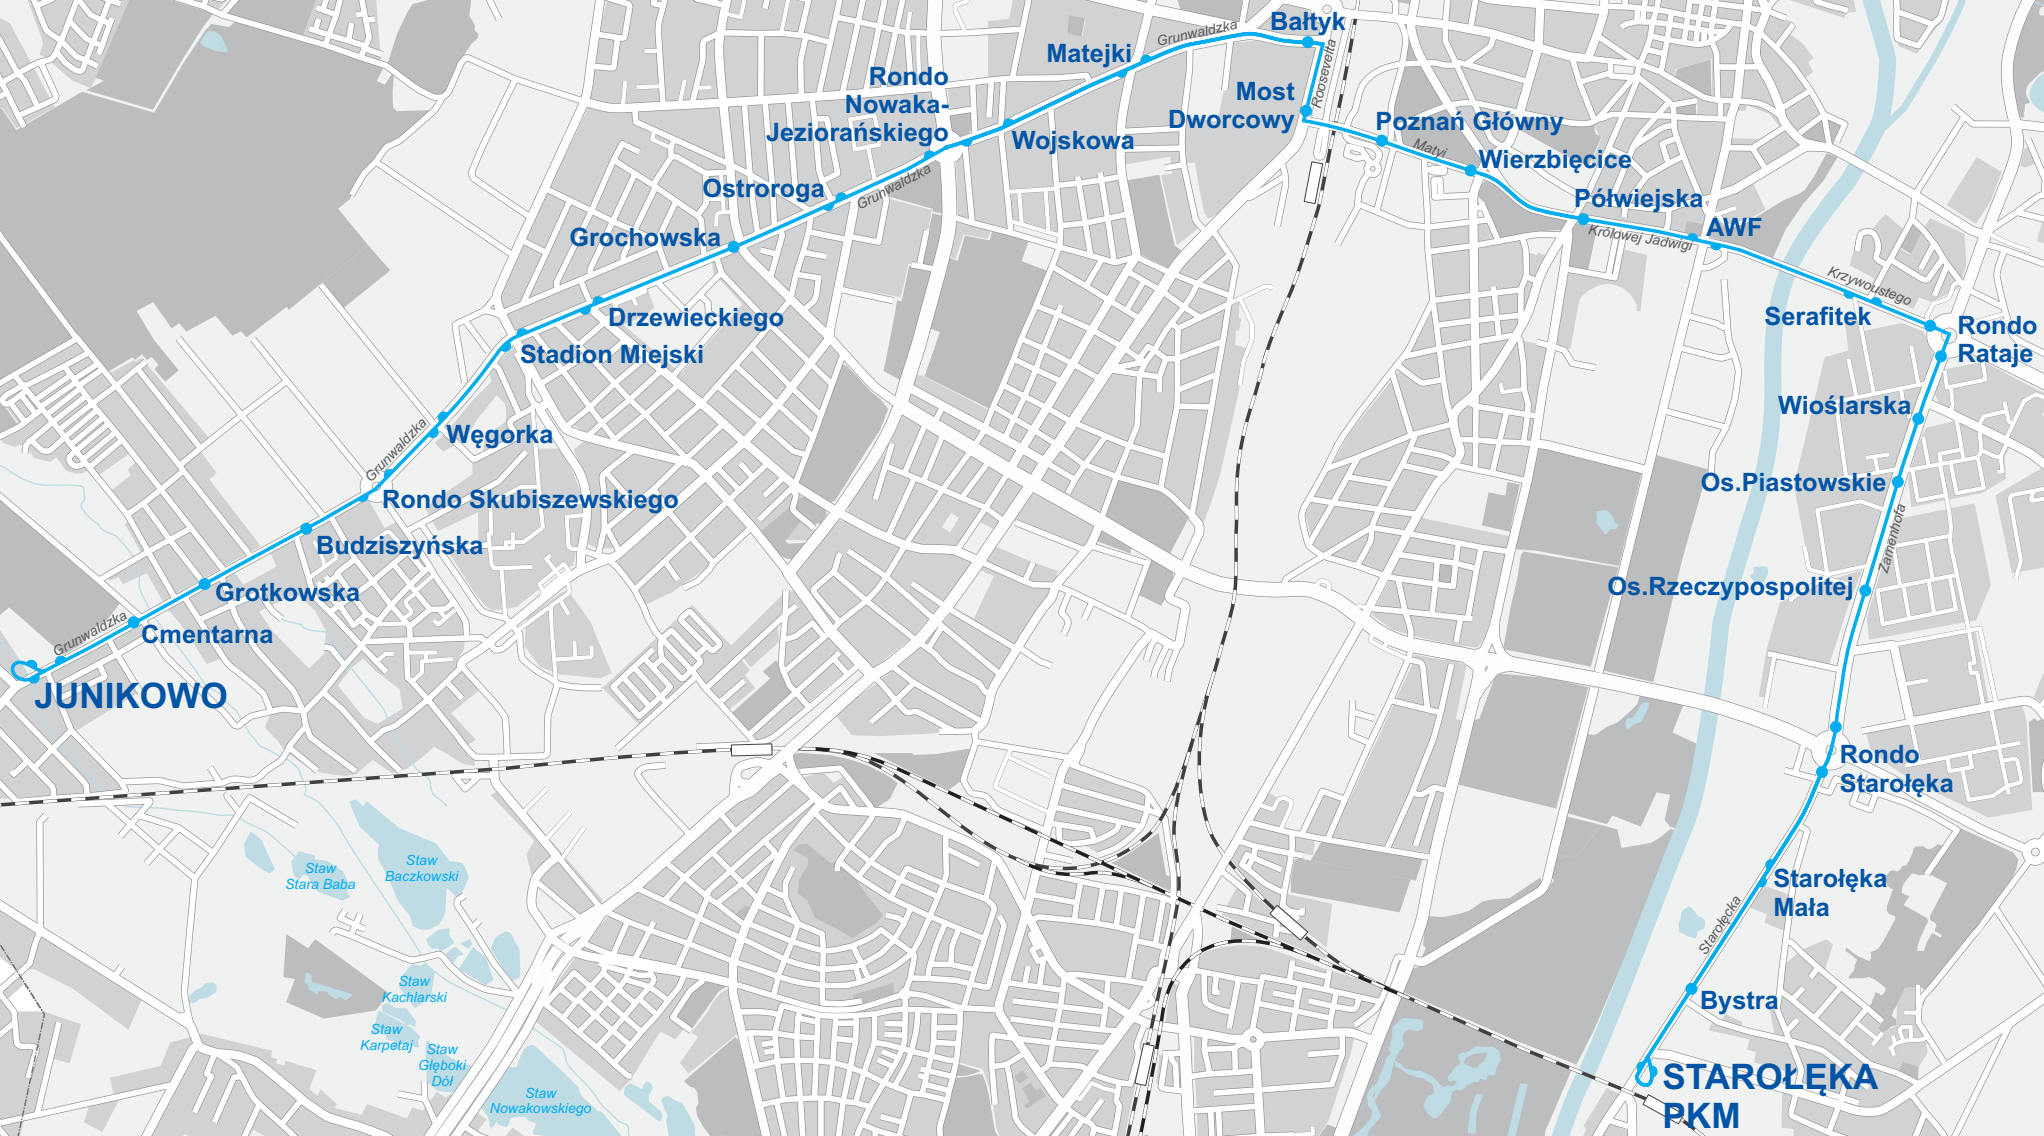 Bałtyk
Grunwaldzka
Matejki
Roosevelta
Rondo
Nowaka-
Jeziorańskiego
Most
Dworcowy
Poznań Główny
Matyi
Wojskowa
Wierzbięcice
Ostroroga
Grunwaldzka
Półwiejska
AWF
Królowej Jadwigi
Grochowska
Krzywoustego
Drzewieckiego
Serafitek
Rondo
Rataje
Stadion Miejski
Wioślarska
Węgorka
Grunwaldzka
Os.Piastowskie
Rondo Skubiszewskiego
Zamenhofa
Budziszyńska
Os.Rzeczypospolitej
Grotkowska
Grunwaldzka
Cmentarna
JUNIKOWO
Rondo
Starołęka
Staw
Stara Baba
Staw
Baczkowski
Starołęka
Mała
Starołęcka
Staw
Kachlarski
Bystra
Staw
Karpetaj
Staw
Głęboki
Dół
Staw
Nowakowskiego
STAROŁĘKA
PKM